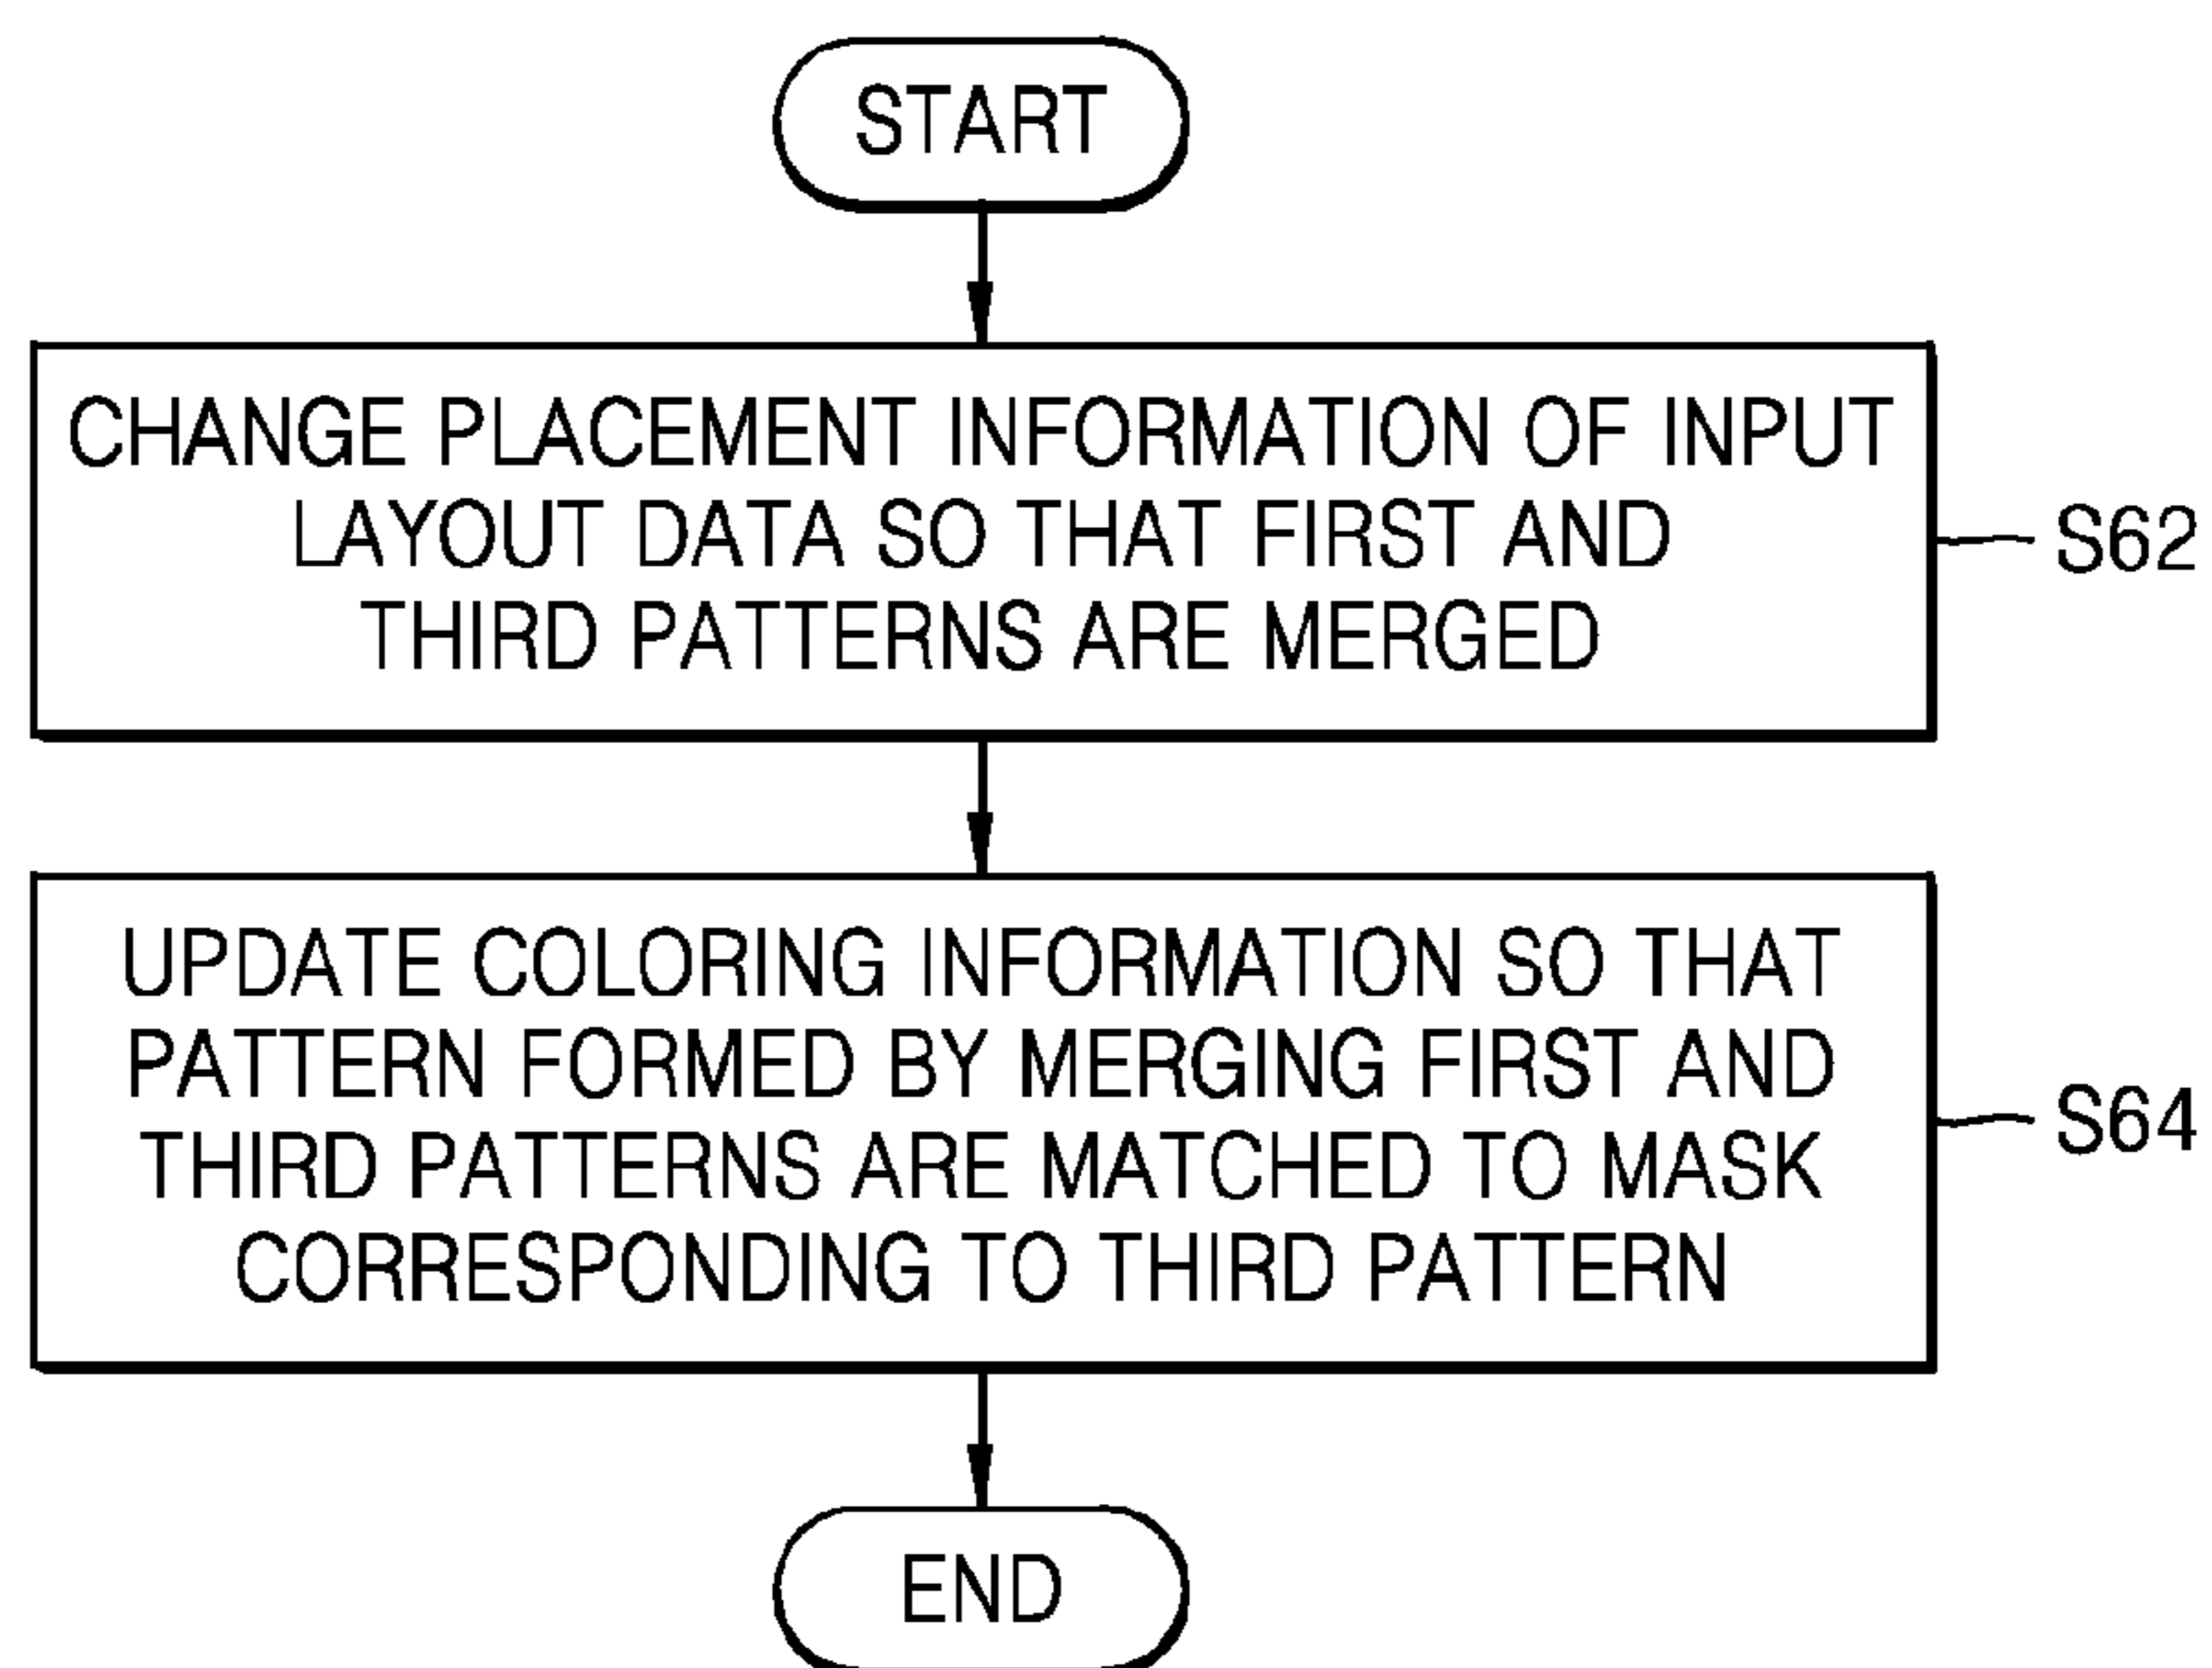 START
CHANGE PLACEMENT INFORMATION OF INPUT
LAYOUT DATA SO THAT FIRST AND
THIRD PATTERNS ARE MERGED
S62
UPDATE COLORING INFORMATION SO THAT
PATTERN FORMED BY MERGING FIRST AND
THIRD PATTERNS ARE MATCHED TO MASK
CORRESPONDING TO THIRD PATTERN
S64
END